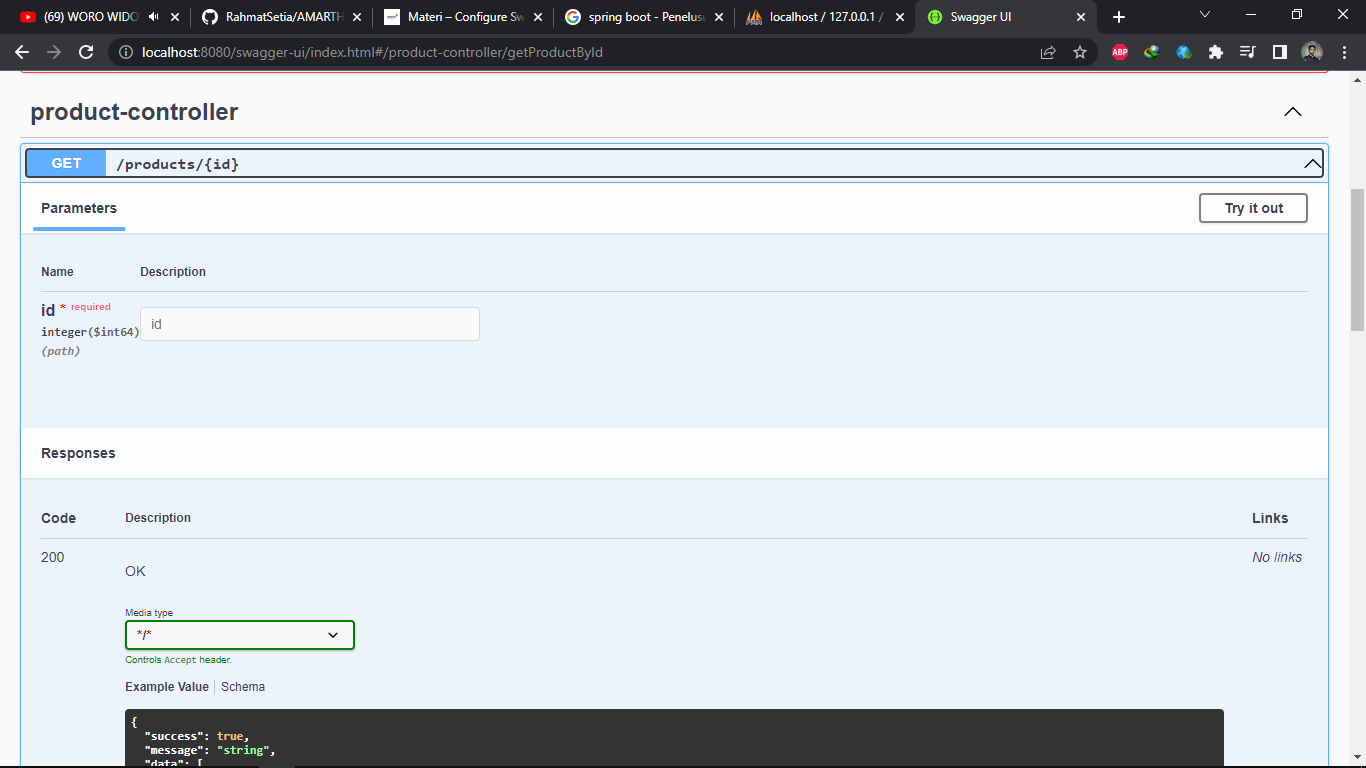 (69) WORO WIDO
RahmatSetia/AMARTH
Materi – Configure Sw
spring boot - Penelusu
localhost / 127.0.0.1 /
Swagger UI
localhost:8080/swagger-ui/index.html#/product-controller/getProductById
ABP
product-controller
GET /products/{id}
Parameters
Try it out
Name Description
id * required
integer($int64)
(path)
id
Responses
Code Description Links
200 No links
OK
Media type
*/*
Controls Accept header.
Example Value Schema
{
"success": true,
"message": "string",
"data": [